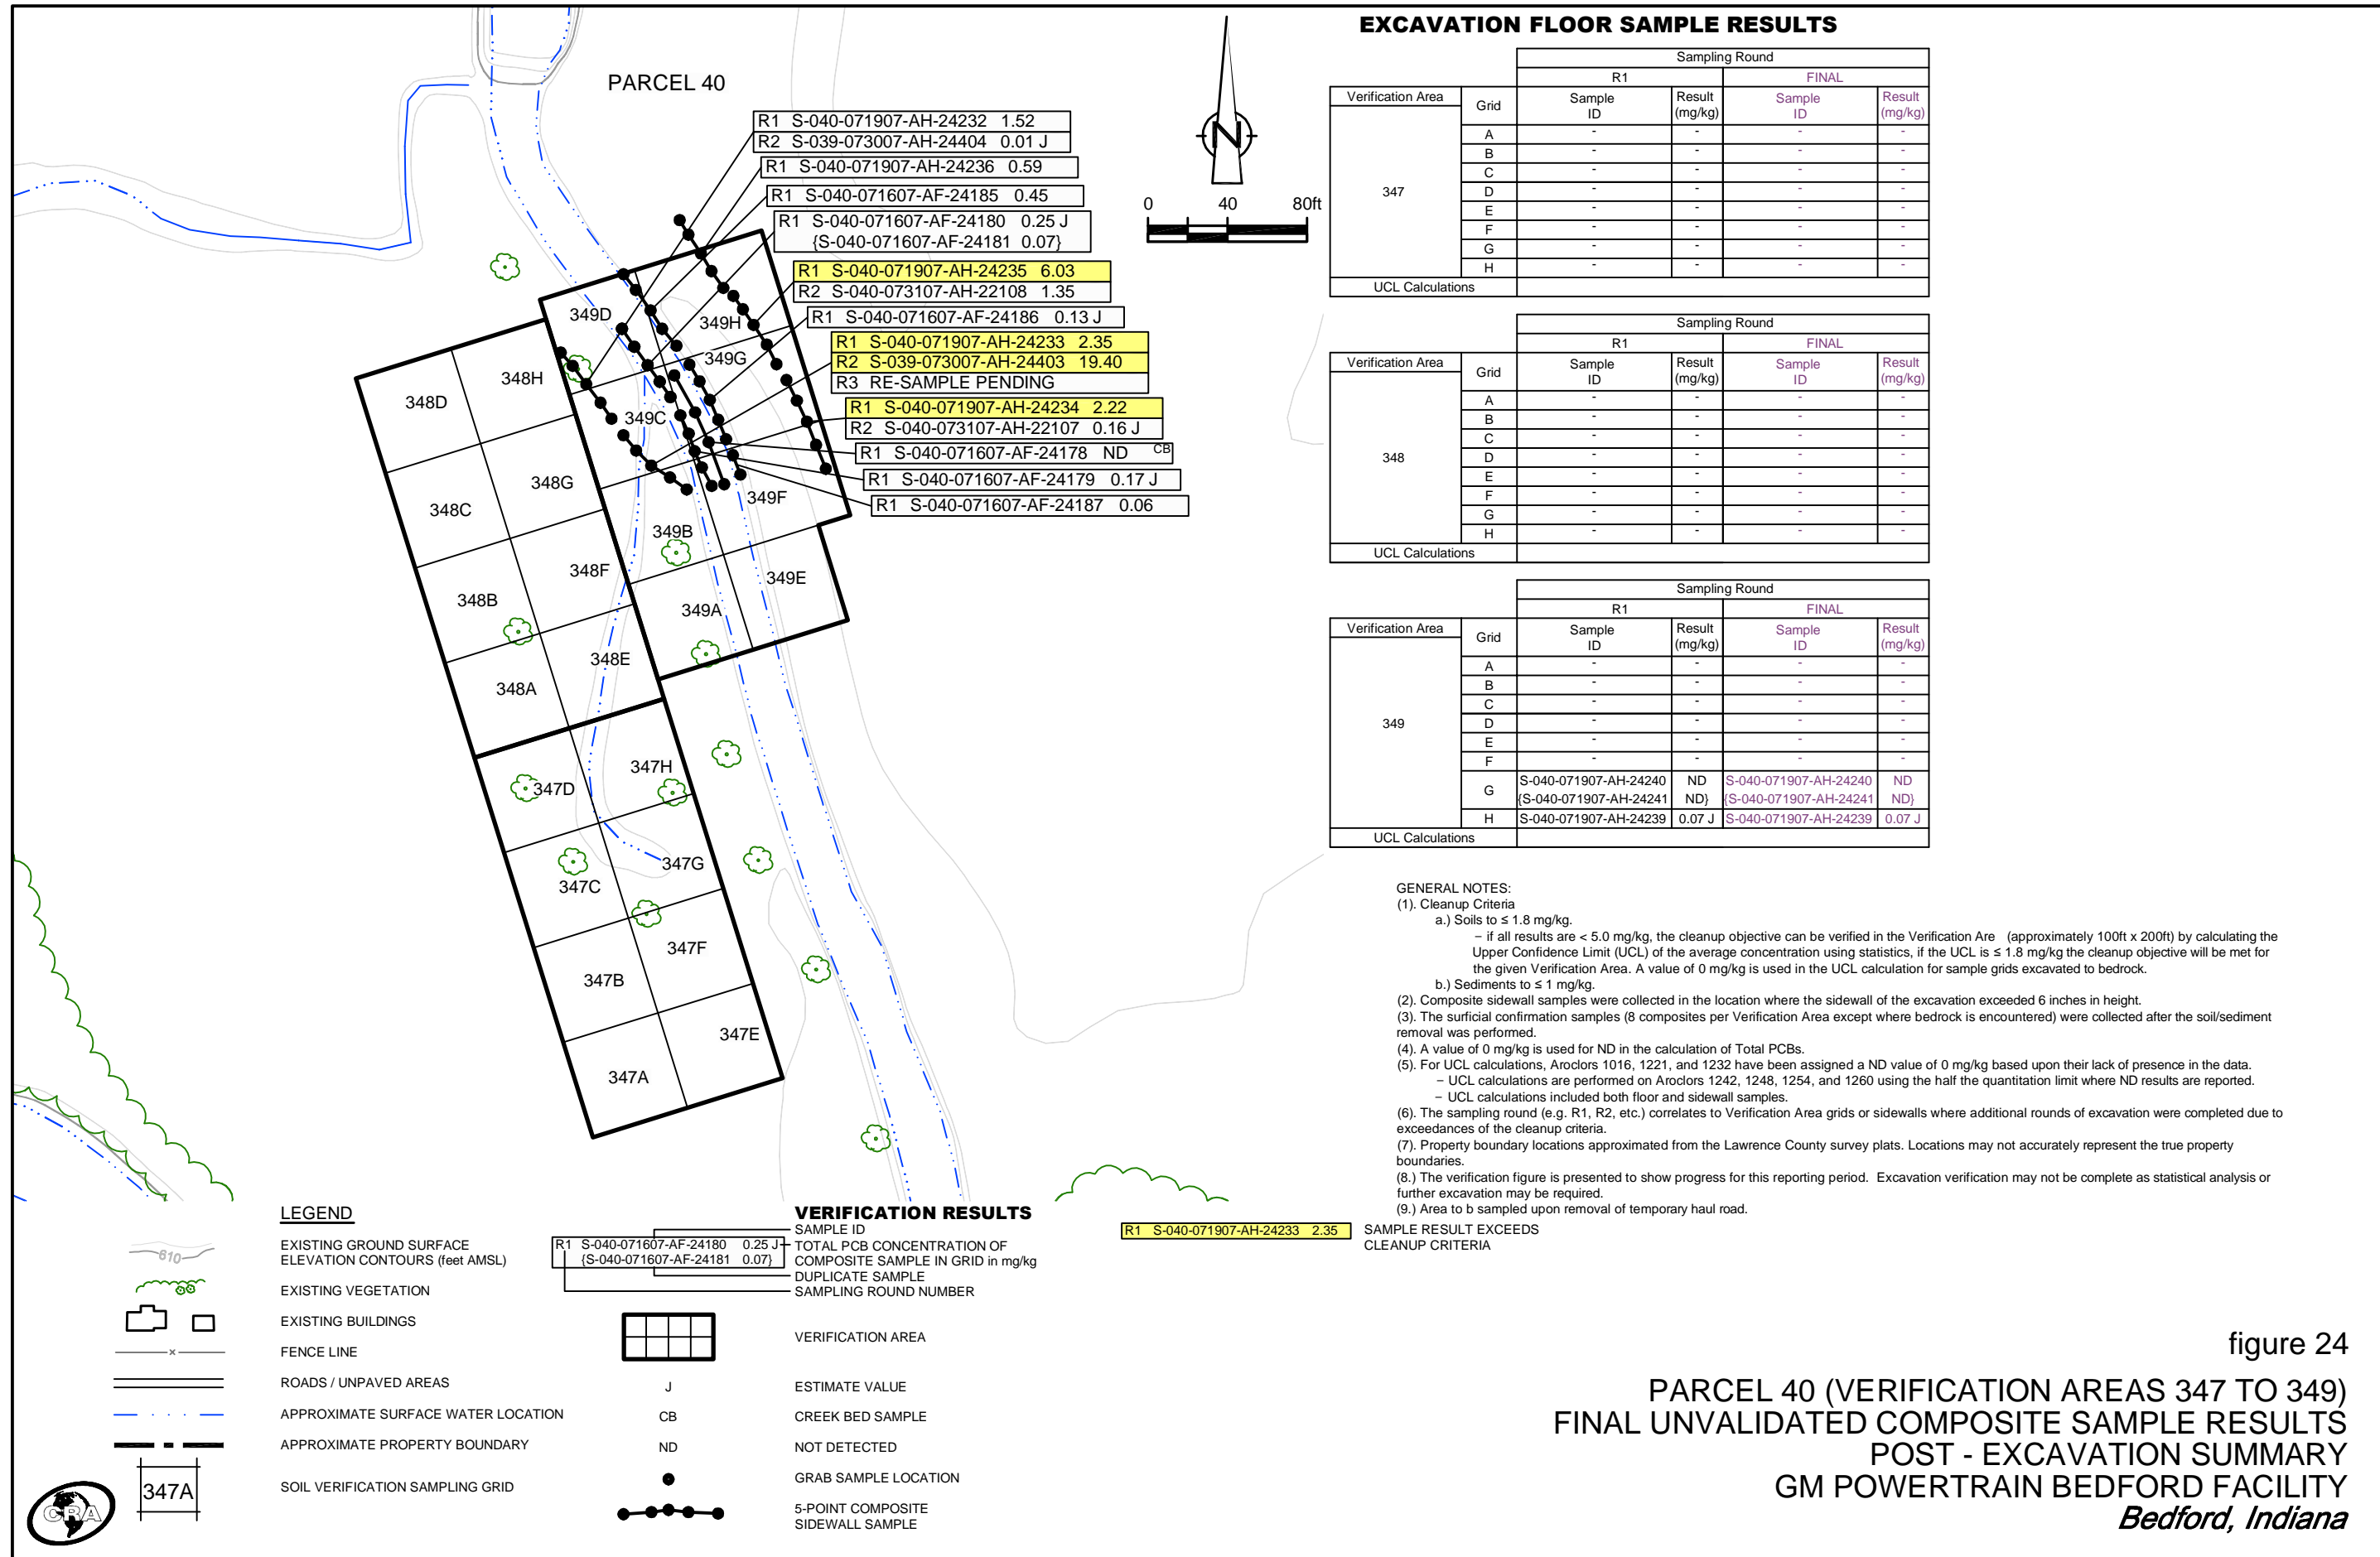 PARCEL 40
R1 S-040-071907-AH-24232 1.52
R2 S-039-073007-AH-24404 0.01 J
R1 S-040-071907-AH-24236 0.59
R1 S-040-071607-AF-24185 0.45
R1 S-040-071607-AF-24180 0.25 J
{S-040-071607-AF-24181 0.07}
R1 S-040-071907-AH-24235 6.03
R2 S-040-073107-AH-22108 1.35
R1 S-040-071607-AF-24186 0.13 J
R1 S-040-071907-AH-24233 2.35
R2 S-039-073007-AH-24403 19.40
R3 RE-SAMPLE PENDING
R1 S-040-071907-AH-24234 2.22
R2 S-040-073107-AH-22107 0.16 J
R1 S-040-071607-AF-24178 ND CB
R1 S-040-071607-AF-24179 0.17 J
R1 S-040-071607-AF-24187 0.06
N
0 40 80ft
349D
349H
349G
349C
349F
349B
349E
349A
348H
348D
348G
348C
348F
348B
348E
348A
347H
347D
347G
347C
347F
347B
347E
347A
EXCAVATION FLOOR SAMPLE RESULTS
Sampling Round
R1 FINAL
Verification Area Grid Sample ID Result (mg/kg) Sample ID Result (mg/kg)
347
A - - - -
B - - - -
C - - - -
D - - - -
E - - - -
F - - - -
G - - - -
H - - - -
UCL Calculations
Sampling Round
R1 FINAL
Verification Area Grid Sample ID Result (mg/kg) Sample ID Result (mg/kg)
348
A - - - -
B - - - -
C - - - -
D - - - -
E - - - -
F - - - -
G - - - -
H - - - -
UCL Calculations
Sampling Round
R1 FINAL
Verification Area Grid Sample ID Result (mg/kg) Sample ID Result (mg/kg)
349
A - - - -
B - - - -
C - - - -
D - - - -
E - - - -
F - - - -
G S-040-071907-AH-24240 ND S-040-071907-AH-24240 ND
{S-040-071907-AH-24241 ND} {S-040-071907-AH-24241 ND}
H S-040-071907-AH-24239 0.07 J S-040-071907-AH-24239 0.07 J
UCL Calculations
GENERAL NOTES:
(1). Cleanup Criteria
a.) Soils to ≤ 1.8 mg/kg.
– if all results are < 5.0 mg/kg, the cleanup objective can be verified in the Verification Are (approximately 100ft x 200ft) by calculating the
Upper Confidence Limit (UCL) of the average concentration using statistics, if the UCL is ≤ 1.8 mg/kg the cleanup objective will be met for
the given Verification Area. A value of 0 mg/kg is used in the UCL calculation for sample grids excavated to bedrock.
b.) Sediments to ≤ 1 mg/kg.
(2). Composite sidewall samples were collected in the location where the sidewall of the excavation exceeded 6 inches in height.
(3). The surficial confirmation samples (8 composites per Verification Area except where bedrock is encountered) were collected after the soil/sediment
removal was performed.
(4). A value of 0 mg/kg is used for ND in the calculation of Total PCBs.
(5). For UCL calculations, Aroclors 1016, 1221, and 1232 have been assigned a ND value of 0 mg/kg based upon their lack of presence in the data.
– UCL calculations are performed on Aroclors 1242, 1248, 1254, and 1260 using the half the quantitation limit where ND results are reported.
– UCL calculations included both floor and sidewall samples.
(6). The sampling round (e.g. R1, R2, etc.) correlates to Verification Area grids or sidewalls where additional rounds of excavation were completed due to
exceedances of the cleanup criteria.
(7). Property boundary locations approximated from the Lawrence County survey plats. Locations may not accurately represent the true property
boundaries.
(8.) The verification figure is presented to show progress for this reporting period. Excavation verification may not be complete as statistical analysis or
further excavation may be required.
(9.) Area to b sampled upon removal of temporary haul road.
LEGEND
610
EXISTING GROUND SURFACE
ELEVATION CONTOURS (feet AMSL)
EXISTING VEGETATION
EXISTING BUILDINGS
x
FENCE LINE
ROADS / UNPAVED AREAS
APPROXIMATE SURFACE WATER LOCATION
APPROXIMATE PROPERTY BOUNDARY
347A
SOIL VERIFICATION SAMPLING GRID
CRA
VERIFICATION RESULTS
R1 S-040-071607-AF-24180 0.25 J
{S-040-071607-AF-24181 0.07}
SAMPLE ID
TOTAL PCB CONCENTRATION OF
COMPOSITE SAMPLE IN GRID in mg/kg
DUPLICATE SAMPLE
SAMPLING ROUND NUMBER
VERIFICATION AREA
J ESTIMATE VALUE
CB CREEK BED SAMPLE
ND NOT DETECTED
GRAB SAMPLE LOCATION
5-POINT COMPOSITE
SIDEWALL SAMPLE
R1 S-040-071907-AH-24233 2.35
SAMPLE RESULT EXCEEDS
CLEANUP CRITERIA
figure 24
PARCEL 40 (VERIFICATION AREAS 347 TO 349)
FINAL UNVALIDATED COMPOSITE SAMPLE RESULTS
POST - EXCAVATION SUMMARY
GM POWERTRAIN BEDFORD FACILITY
Bedford, Indiana